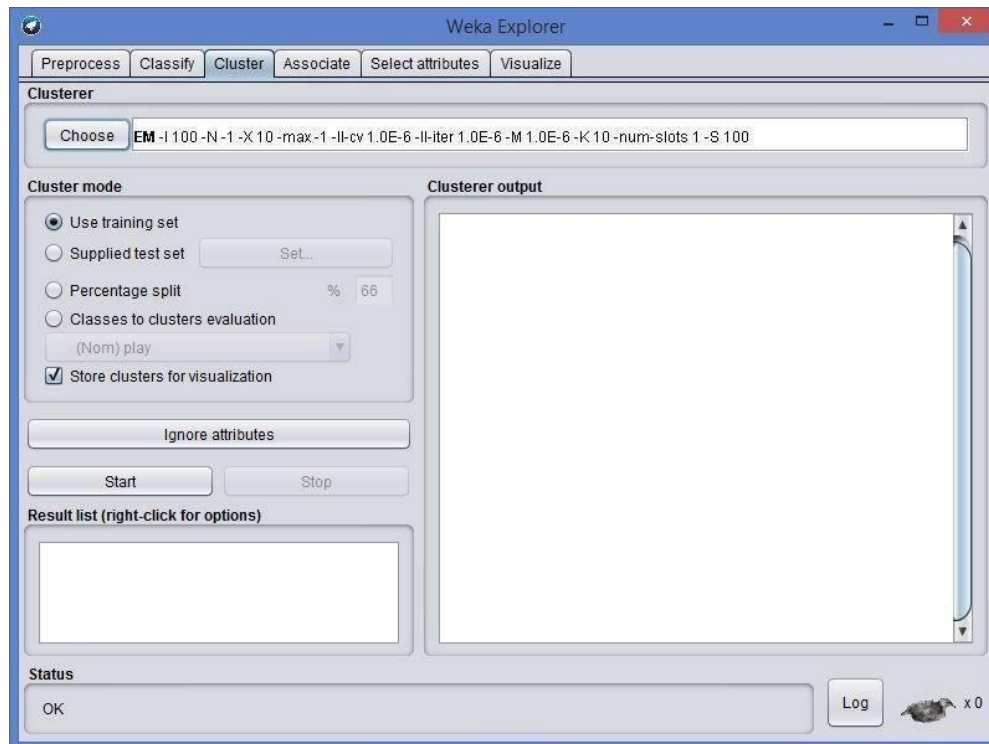 Weka Explorer
Preprocess Classify Cluster Associate Select attributes Visualize
Clusterer
Choose EM -I 100 -N -1 -X 10 -max -1 -ll-cv 1.0E-6 -ll-iter 1.0E-6 -M 1.0E-6 -K 10 -num-slots 1 -S 100
Cluster mode
Use training set
Supplied test set Set...
Percentage split % 66
Classes to clusters evaluation
(Nom) play
Store clusters for visualization
Ignore attributes
Start Stop
Result list (right-click for options)
Clusterer output
Status
OK
Log x 0